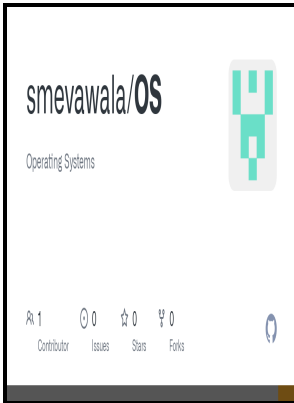 smevawala/OS
Operating Systems
1 0 0 0
Contributor Issues Stars Forks